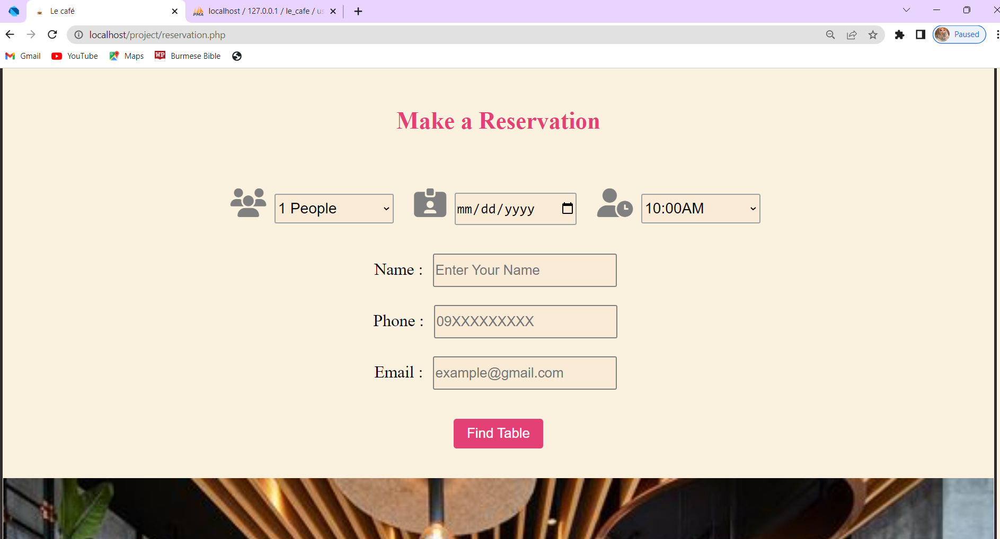 Le café
localhost / 127.0.0.1 / le_cafe / us
localhost/project/reservation.php
Paused
Gmail YouTube Maps Burmese Bible
Make a Reservation
1 People mm/dd/yyyy 10:00AM
Name : Enter Your Name
Phone : 09XXXXXXXXX
Email : example@gmail.com
Find Table